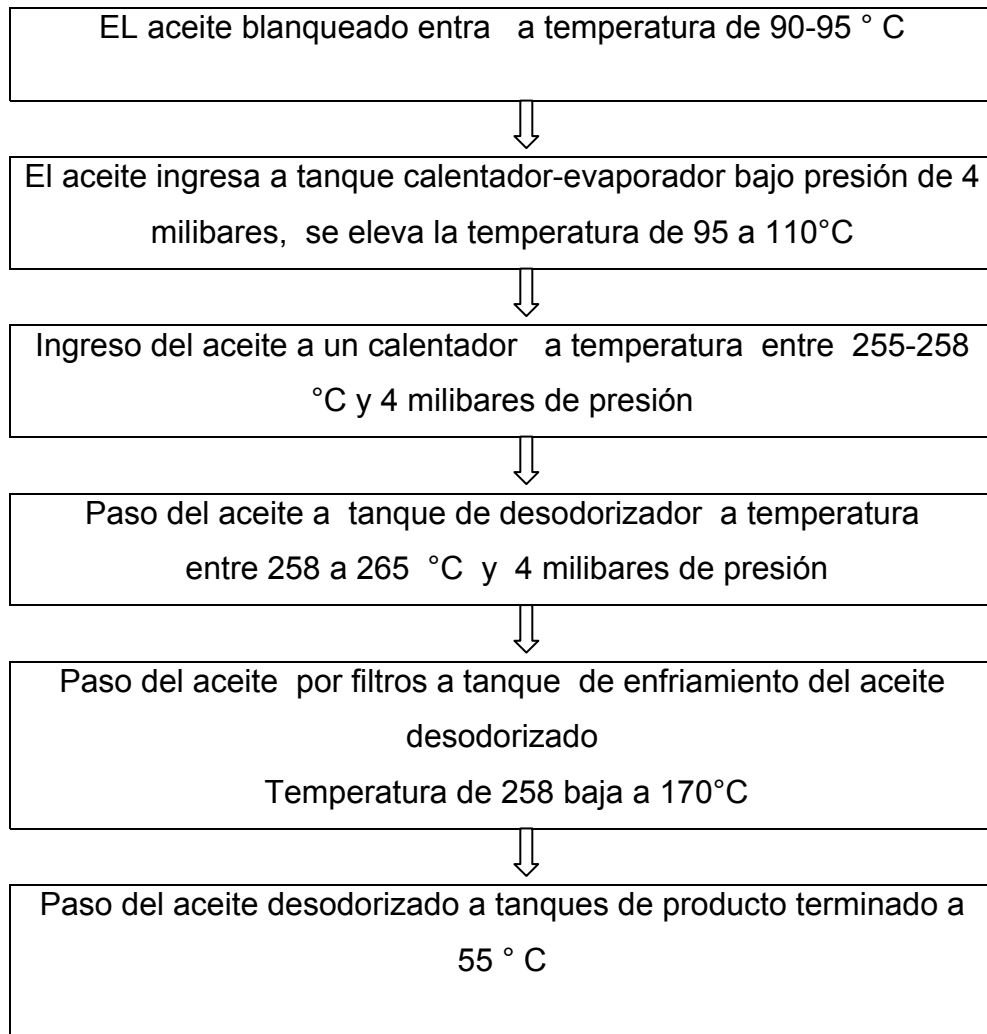 EL aceite blanqueado entra a temperatura de 90-95 ° C
El aceite ingresa a tanque calentador-evaporador bajo presión de 4
milibares, se eleva la temperatura de 95 a 110°C
Ingreso del aceite a un calentador a temperatura entre 255-258
°C y 4 milibares de presión
Paso del aceite a tanque de desodorizador a temperatura
entre 258 a 265 °C y 4 milibares de presión
Paso del aceite por filtros a tanque de enfriamiento del aceite
desodorizado
Temperatura de 258 baja a 170°C
Paso del aceite desodorizado a tanques de producto terminado a
55 ° C